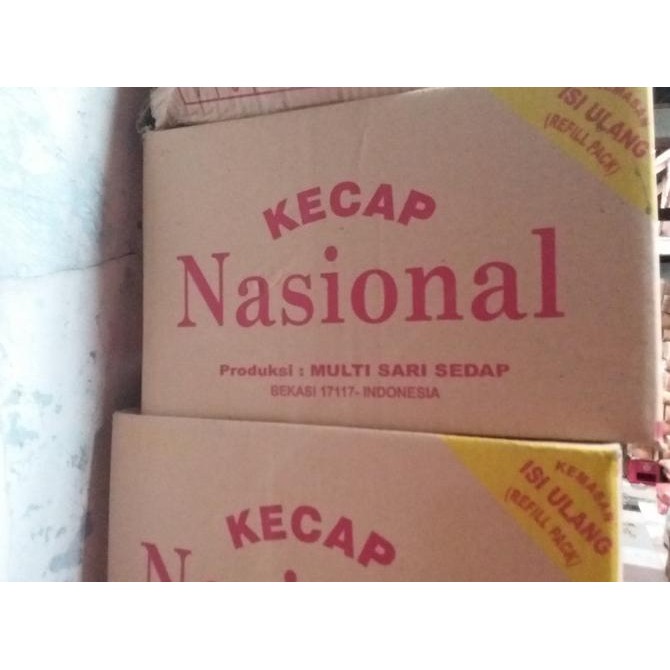 KEMASAN
ISI ULANG
(REFILL PACK)
KECAP
Nasional
Produksi : MULTI SARI SEDAP
BEKASI 17117- INDONESIA
KEMASAN
ISI ULANG
(REFILL PACK)
KECAP